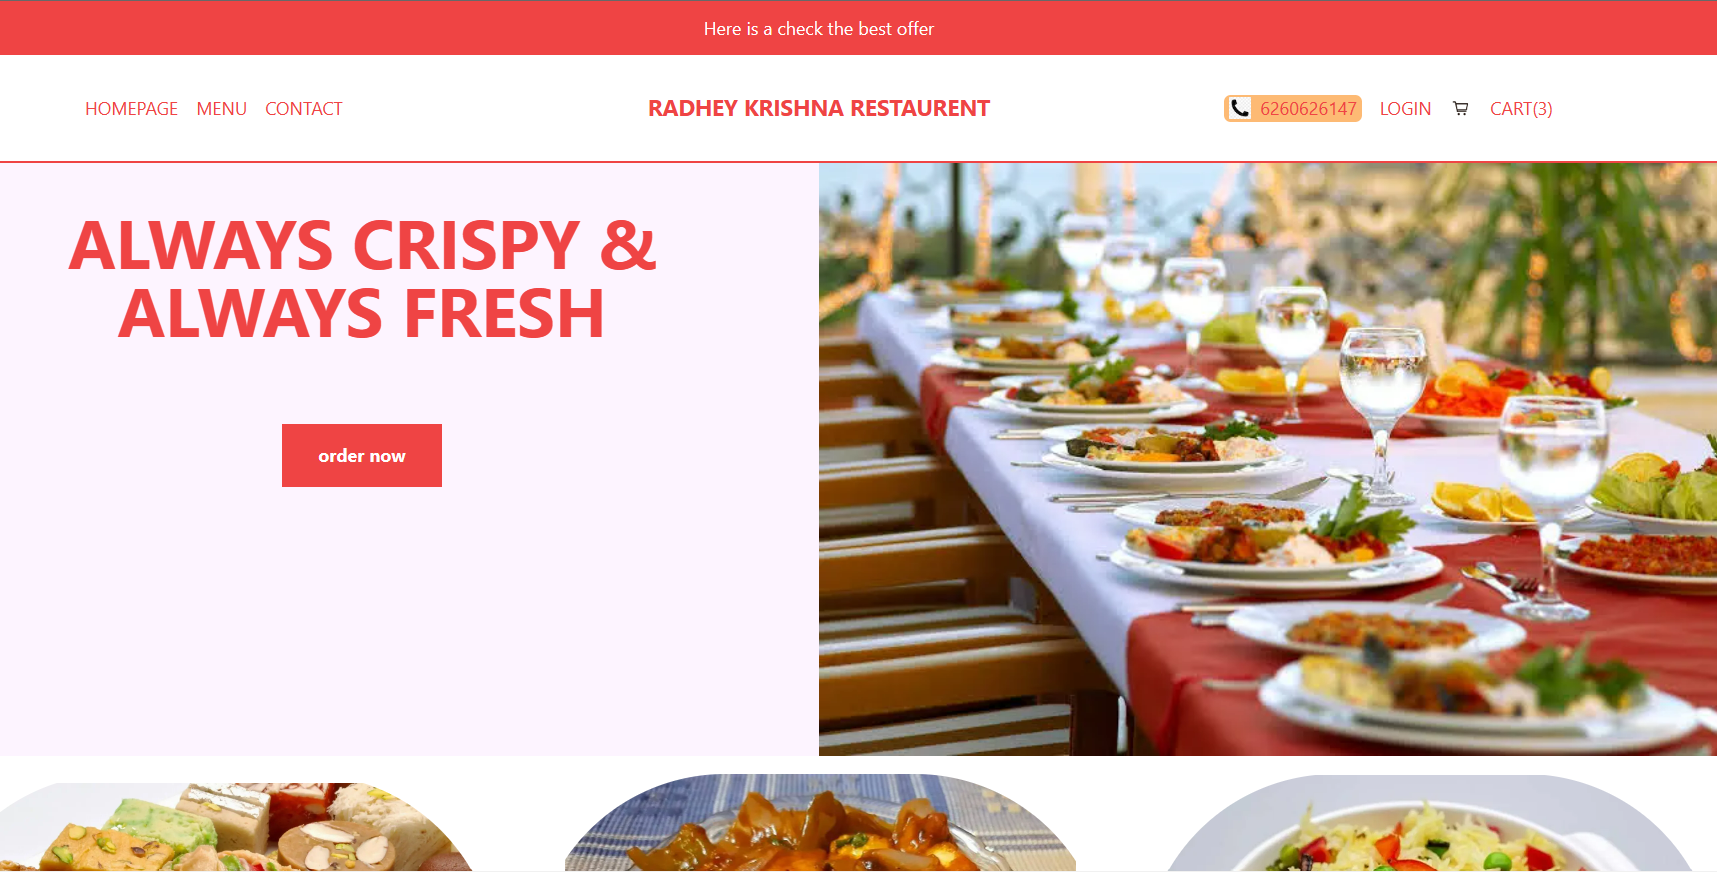 Here is a check the best offer
HOMEPAGE MENU CONTACT RADHEY KRISHNA RESTAURENT 6260626147 LOGIN CART(3)
ALWAYS CRISPY &
ALWAYS FRESH
order now